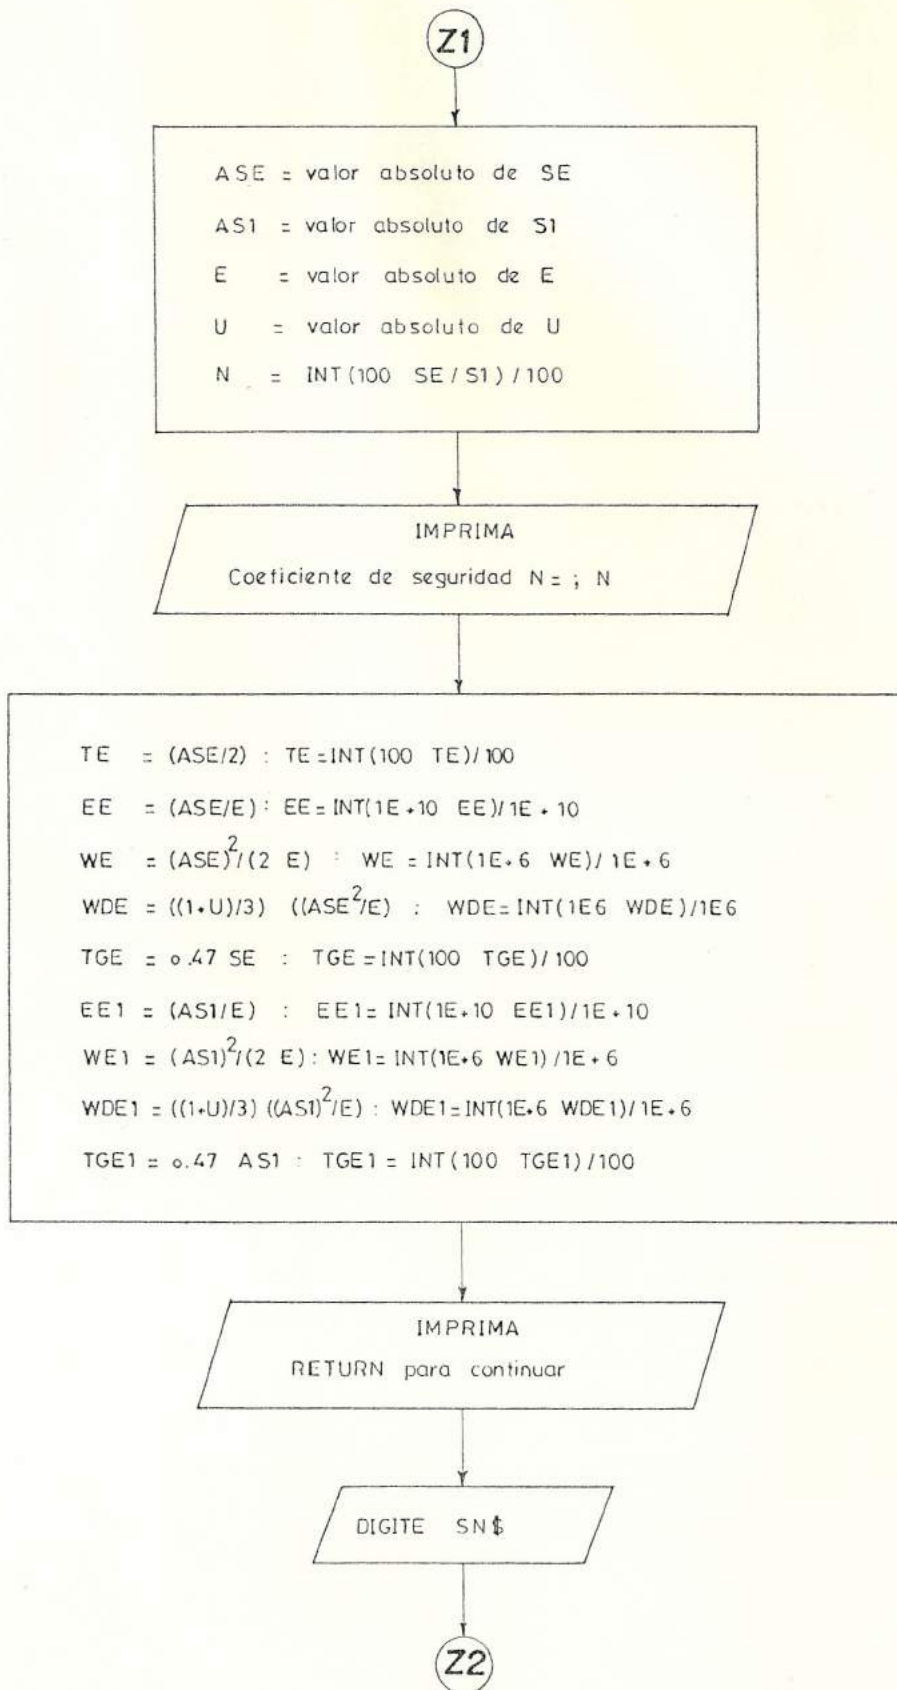 Z1
ASE = valor absoluto de SE
AS1 = valor absoluto de S1
E = valor absoluto de E
U = valor absoluto de U
N = INT(100 SE/S1)/100
IMPRIMA
Coeficiente de seguridad N= ; N
TE = (ASE/2) : TE=INT(100 TE)/100
EE = (ASE/E) : EE=INT(1E+10 EE)/1E+10
WE = (ASE)²/(2 E) : WE=INT(1E+6 WE)/1E+6
WDE = ((1+U)/3) ((ASE²/E) : WDE=INT(1E6 WDE)/1E6
TGE = 0.47 SE : TGE=INT(100 TGE)/100
EE1 = (AS1/E) : EE1=INT(1E+10 EE1)/1E+10
WE1 = (AS1)²/(2 E) : WE1=INT(1E+6 WE1)/1E+6
WDE1 = ((1+U)/3) ((AS1)²/E) : WDE1=INT(1E+6 WDE1)/1E+6
TGE1 = 0.47 AS1 : TGE1 = INT(100 TGE1)/100
IMPRIMA
RETURN para continuar
DIGITE SN$
Z2